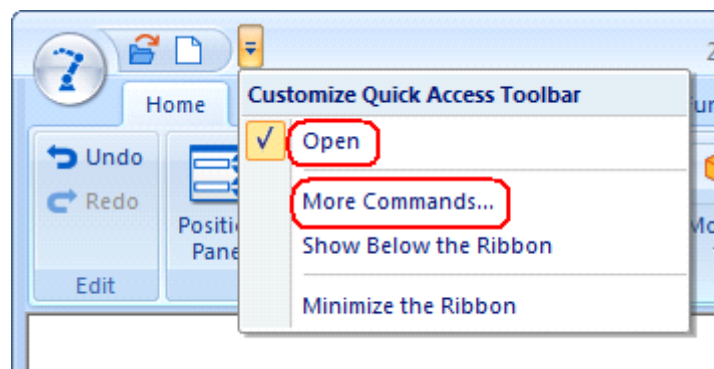 Home
Customize Quick Access Toolbar
Undo
Open
Redo
More Commands...
Show Below the Ribbon
Edit
Minimize the Ribbon